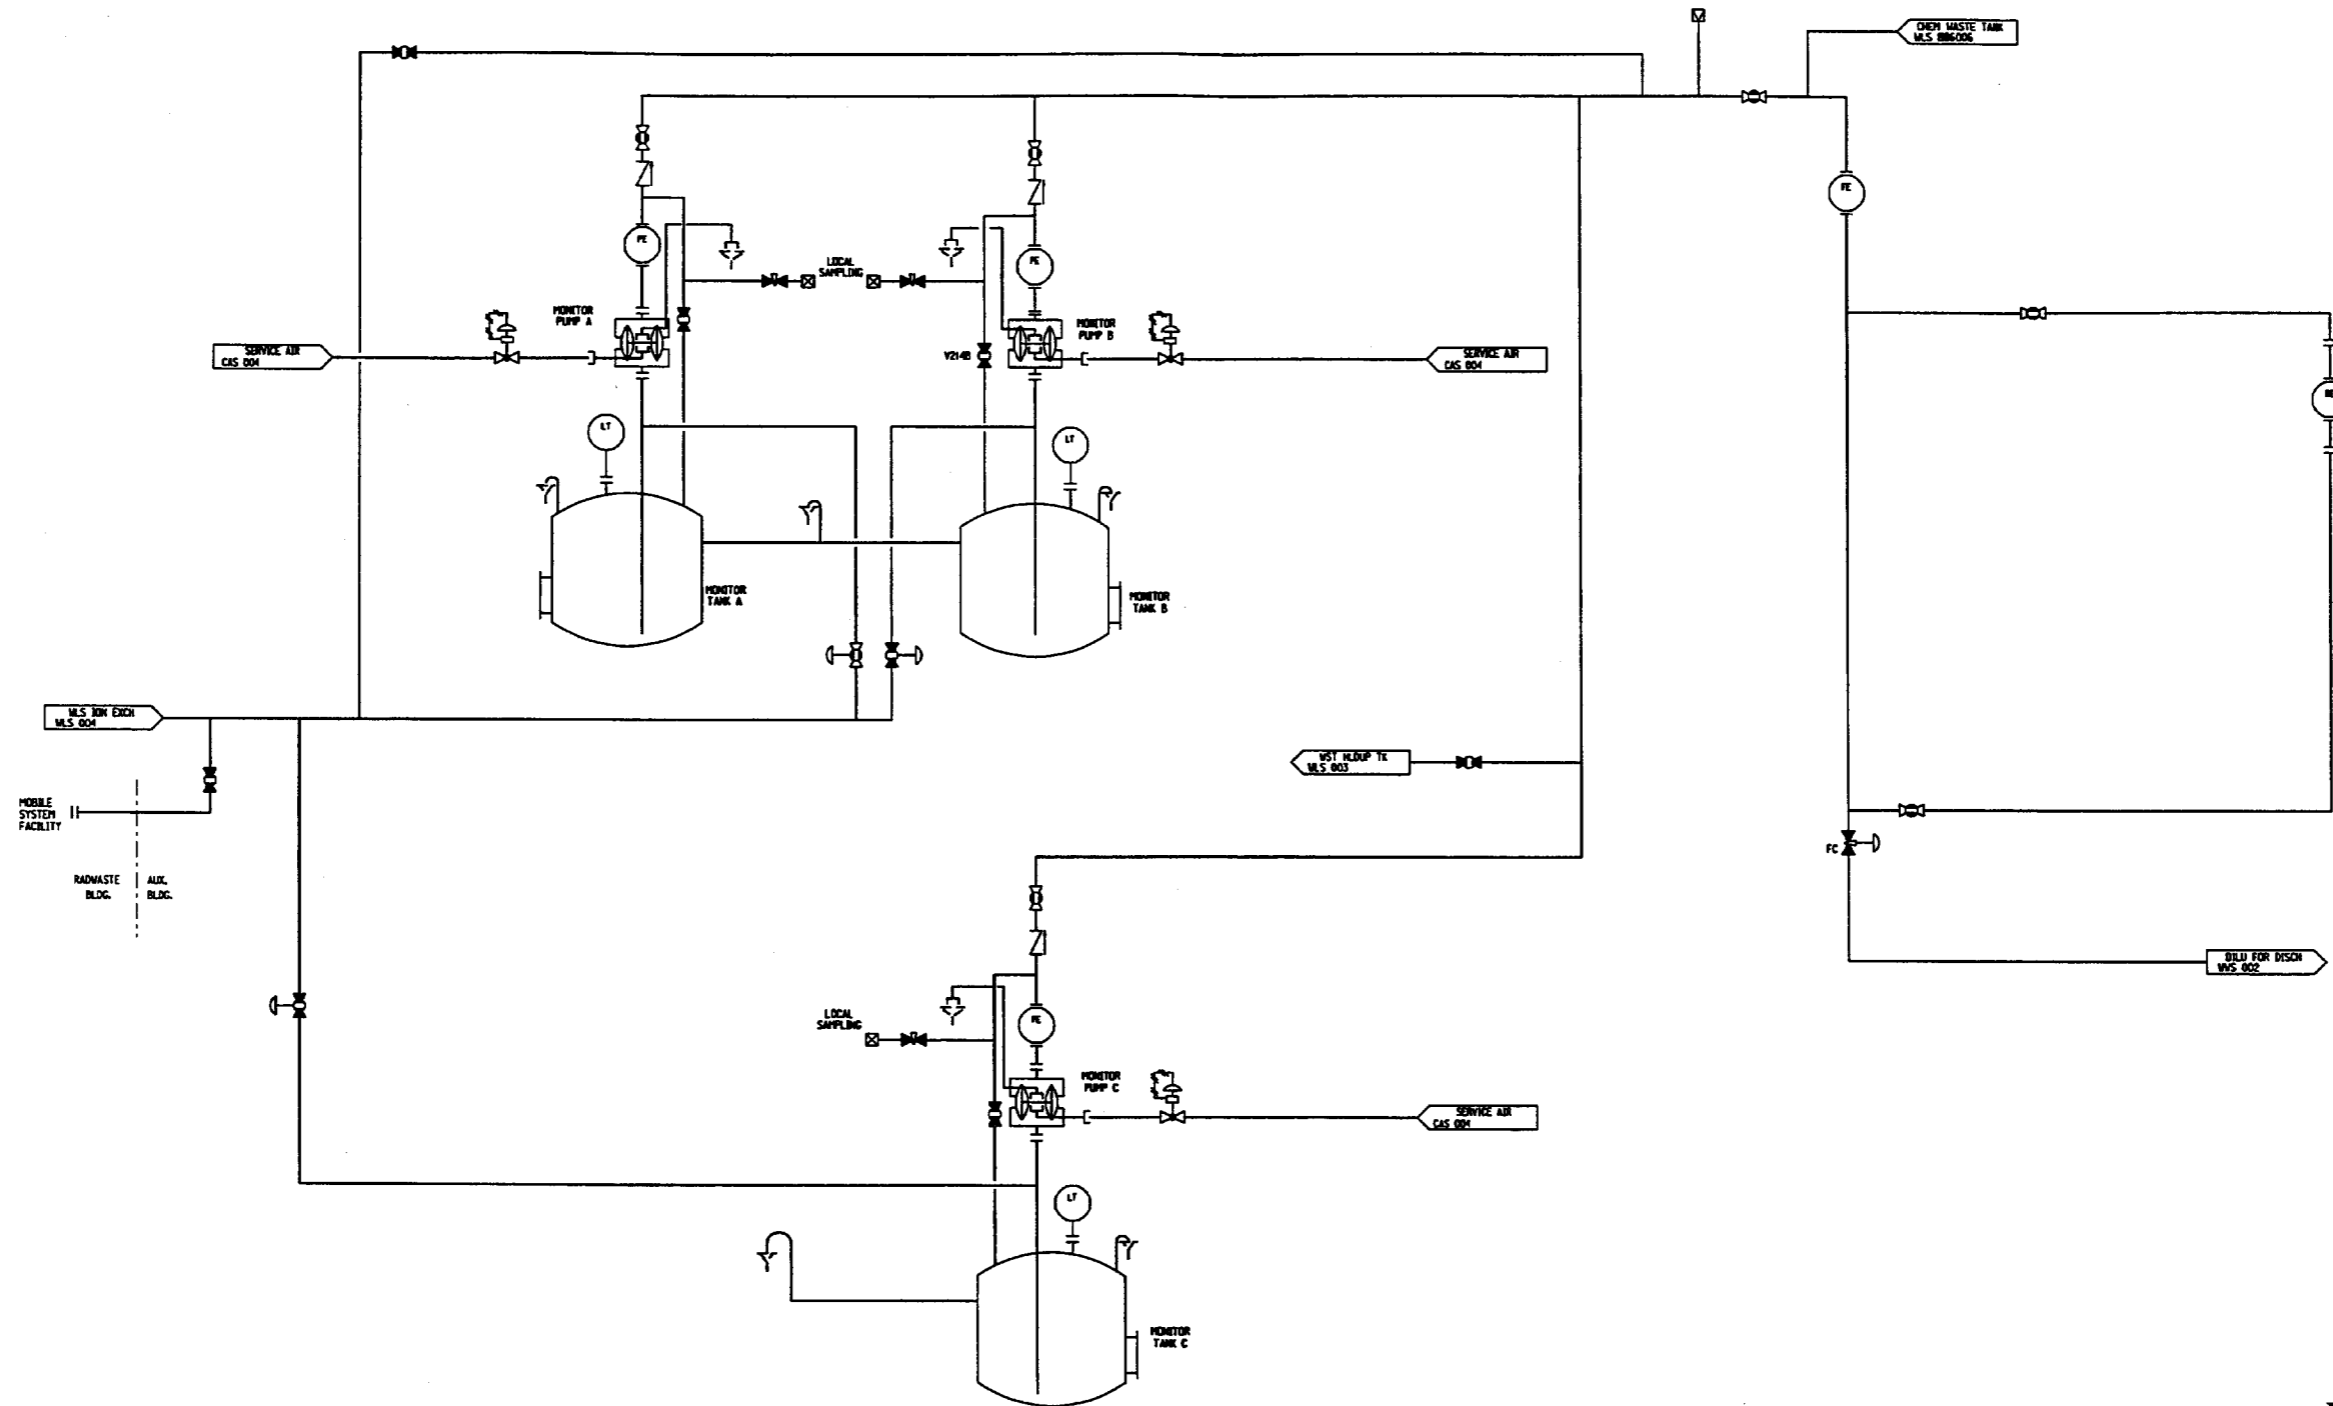 CHEM WASTE TANK
WLS
FE
FE
FE
LOCAL
SAMPLING
MONITOR
PUMP A
MONITOR
PUMP B
SERVICE AIR
CAS 004
V214B
SERVICE AIR
CAS 004
LT
LT
MONITOR
TANK A
MONITOR
TANK B
WLS ION EXCH
WLS 004
WST HLDUP TK
WLS 003
MOBILE
SYSTEM
FACILITY
FC
RADWASTE
BLDG.
AUX.
BLDG.
DILU FOR DISCH
WWS 002
LOCAL
SAMPLING
FE
MONITOR
PUMP C
SERVICE AIR
CAS 004
LT
MONITOR
TANK C